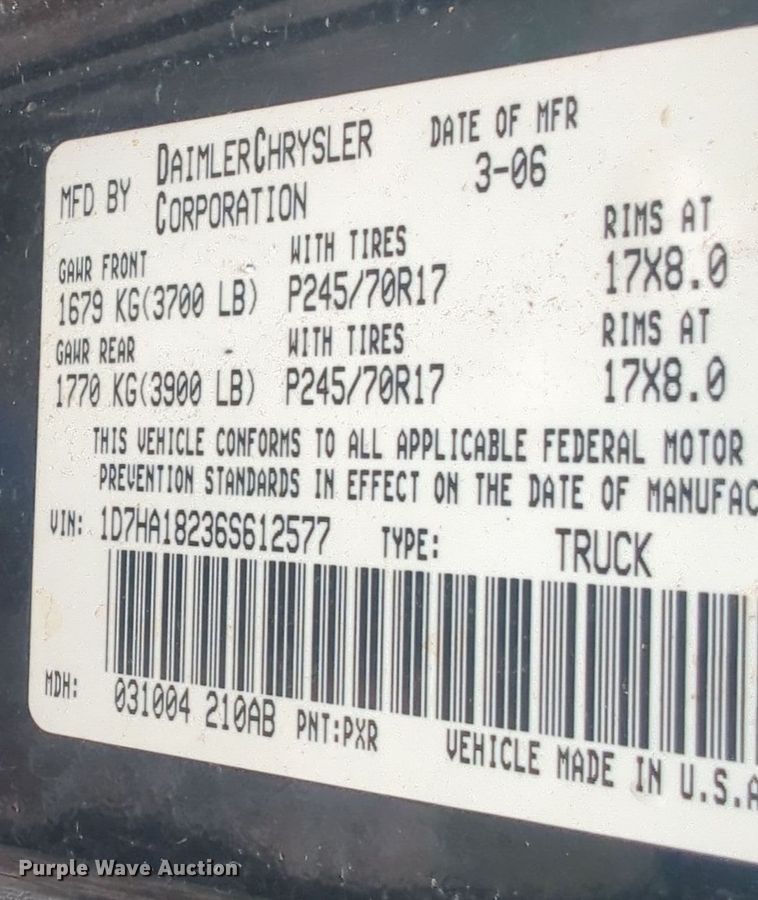 MFD BY DAIMLERCHRYSLER CORPORATION
DATE OF MFR 3-06
GAWR FRONT WITH TIRES RIMS AT
1679 KG(3700 LB) P245/70R17 17X8.0
GAWR REAR WITH TIRES RIMS AT
1770 KG(3900 LB) P245/70R17 17X8.0
THIS VEHICLE CONFORMS TO ALL APPLICABLE FEDERAL MOTOR
PREVENTION STANDARDS IN EFFECT ON THE DATE OF MANUFAC
VIN: 1D7HA18236S612577 TYPE: TRUCK
MDH: 031004 210AB PNT:PXR
VEHICLE MADE IN U.S.A
Purple Wave Auction